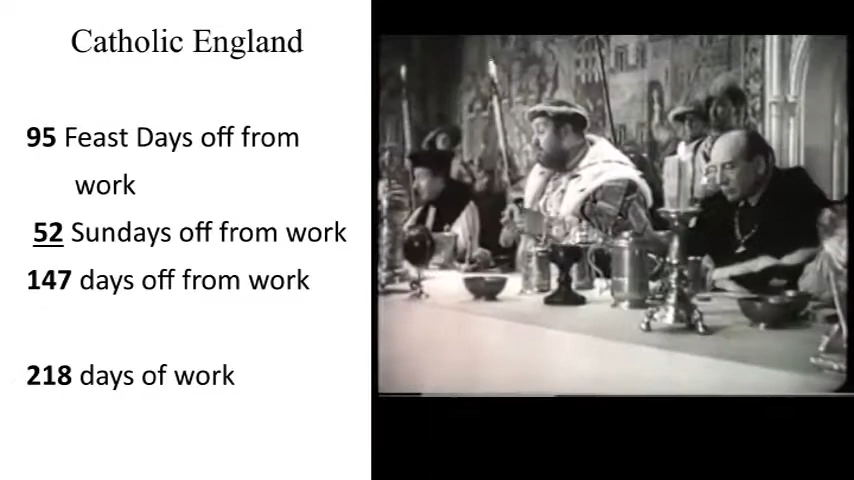 Catholic England
95 Feast Days off from
work
52 Sundays off from work
147 days off from work
218 days of work